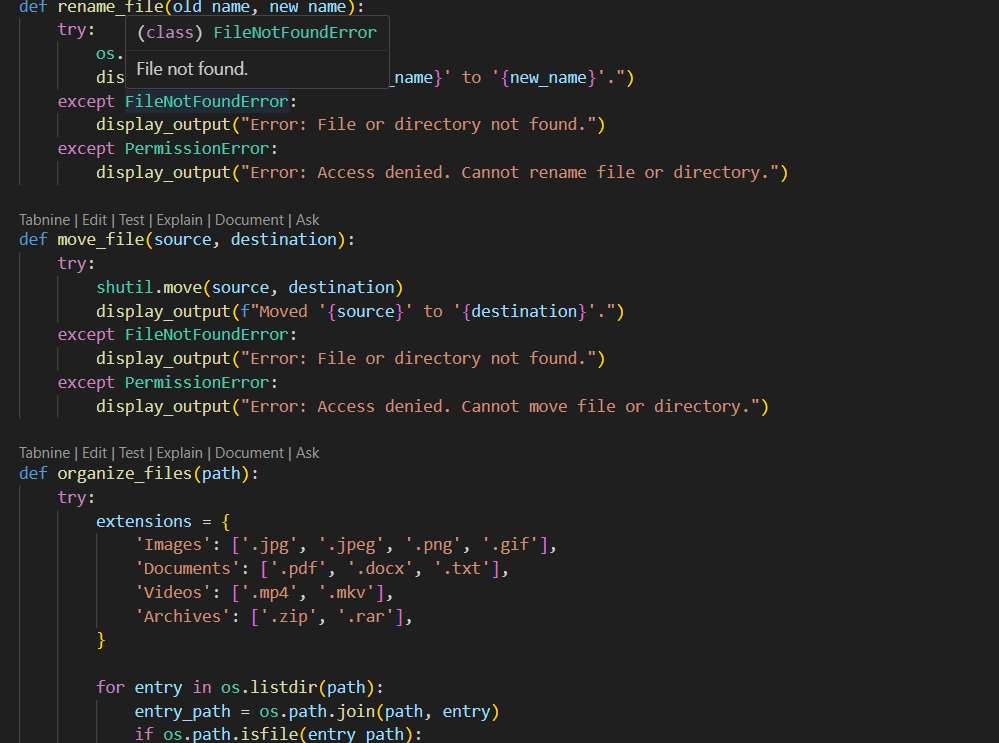 def rename_file(old_name, new_name):
    try:
(class) FileNotFoundError
        os.
File not found.
        dis _name}' to '{new_name}'.")
    except FileNotFoundError:
        display_output("Error: File or directory not found.")
    except PermissionError:
        display_output("Error: Access denied. Cannot rename file or directory.")
Tabnine | Edit | Test | Explain | Document | Ask
def move_file(source, destination):
    try:
        shutil.move(source, destination)
        display_output(f"Moved '{source}' to '{destination}'.")
    except FileNotFoundError:
        display_output("Error: File or directory not found.")
    except PermissionError:
        display_output("Error: Access denied. Cannot move file or directory.")
Tabnine | Edit | Test | Explain | Document | Ask
def organize_files(path):
    try:
        extensions = {
            'Images': ['.jpg', '.jpeg', '.png', '.gif'],
            'Documents': ['.pdf', '.docx', '.txt'],
            'Videos': ['.mp4', '.mkv'],
            'Archives': ['.zip', '.rar'],
        }
        for entry in os.listdir(path):
            entry_path = os.path.join(path, entry)
            if os.path.isfile(entry_path):